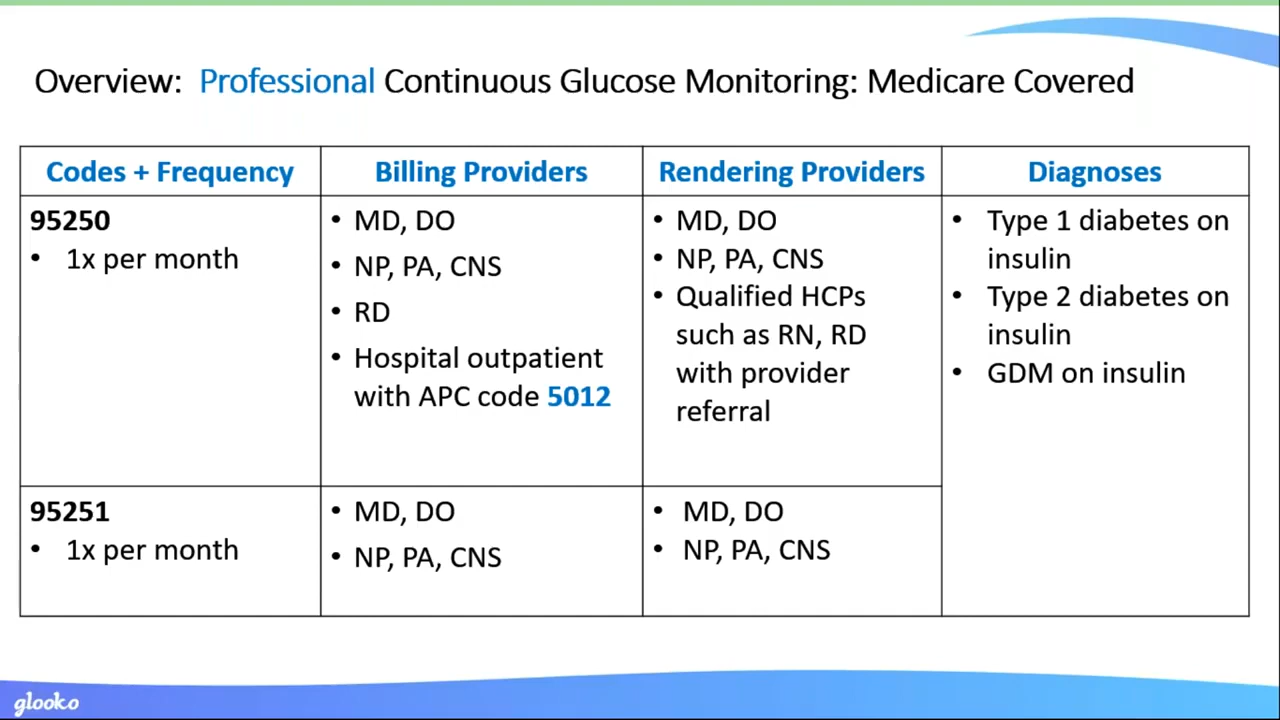 Overview: Professional Continuous Glucose Monitoring: Medicare Covered
Codes + Frequency
Billing Providers
Rendering Providers
Diagnoses
95250
• 1x per month
• MD, DO
• NP, PA, CNS
• RD
• Hospital outpatient
with APC code 5012
• MD, DO
• NP, PA, CNS
• Qualified HCPs
such as RN, RD
with provider
referral
• Type 1 diabetes on
insulin
• Type 2 diabetes on
insulin
• GDM on insulin
95251
• 1x per month
• MD, DO
• NP, PA, CNS
• MD, DO
• NP, PA, CNS
glooko